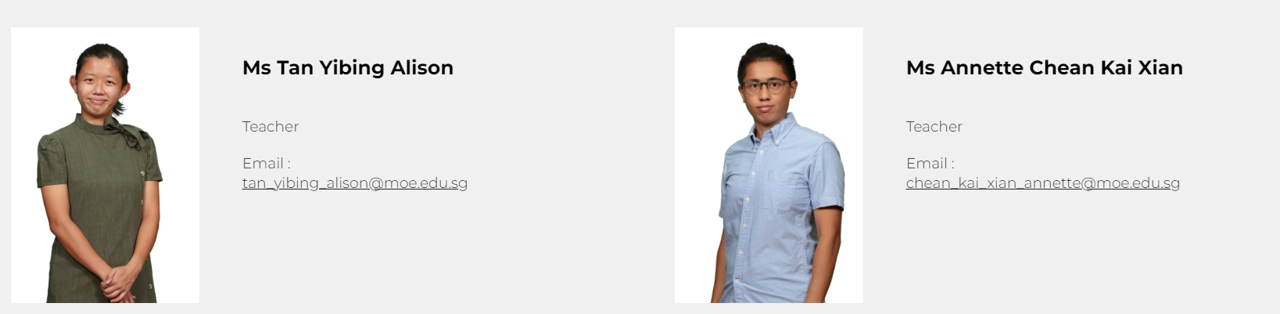 Ms Tan Yibing Alison
Teacher
Email :
tan_yibing_alison@moe.edu.sg
Ms Annette Chean Kai Xian
Teacher
Email :
chean_kai_xian_annette@moe.edu.sg